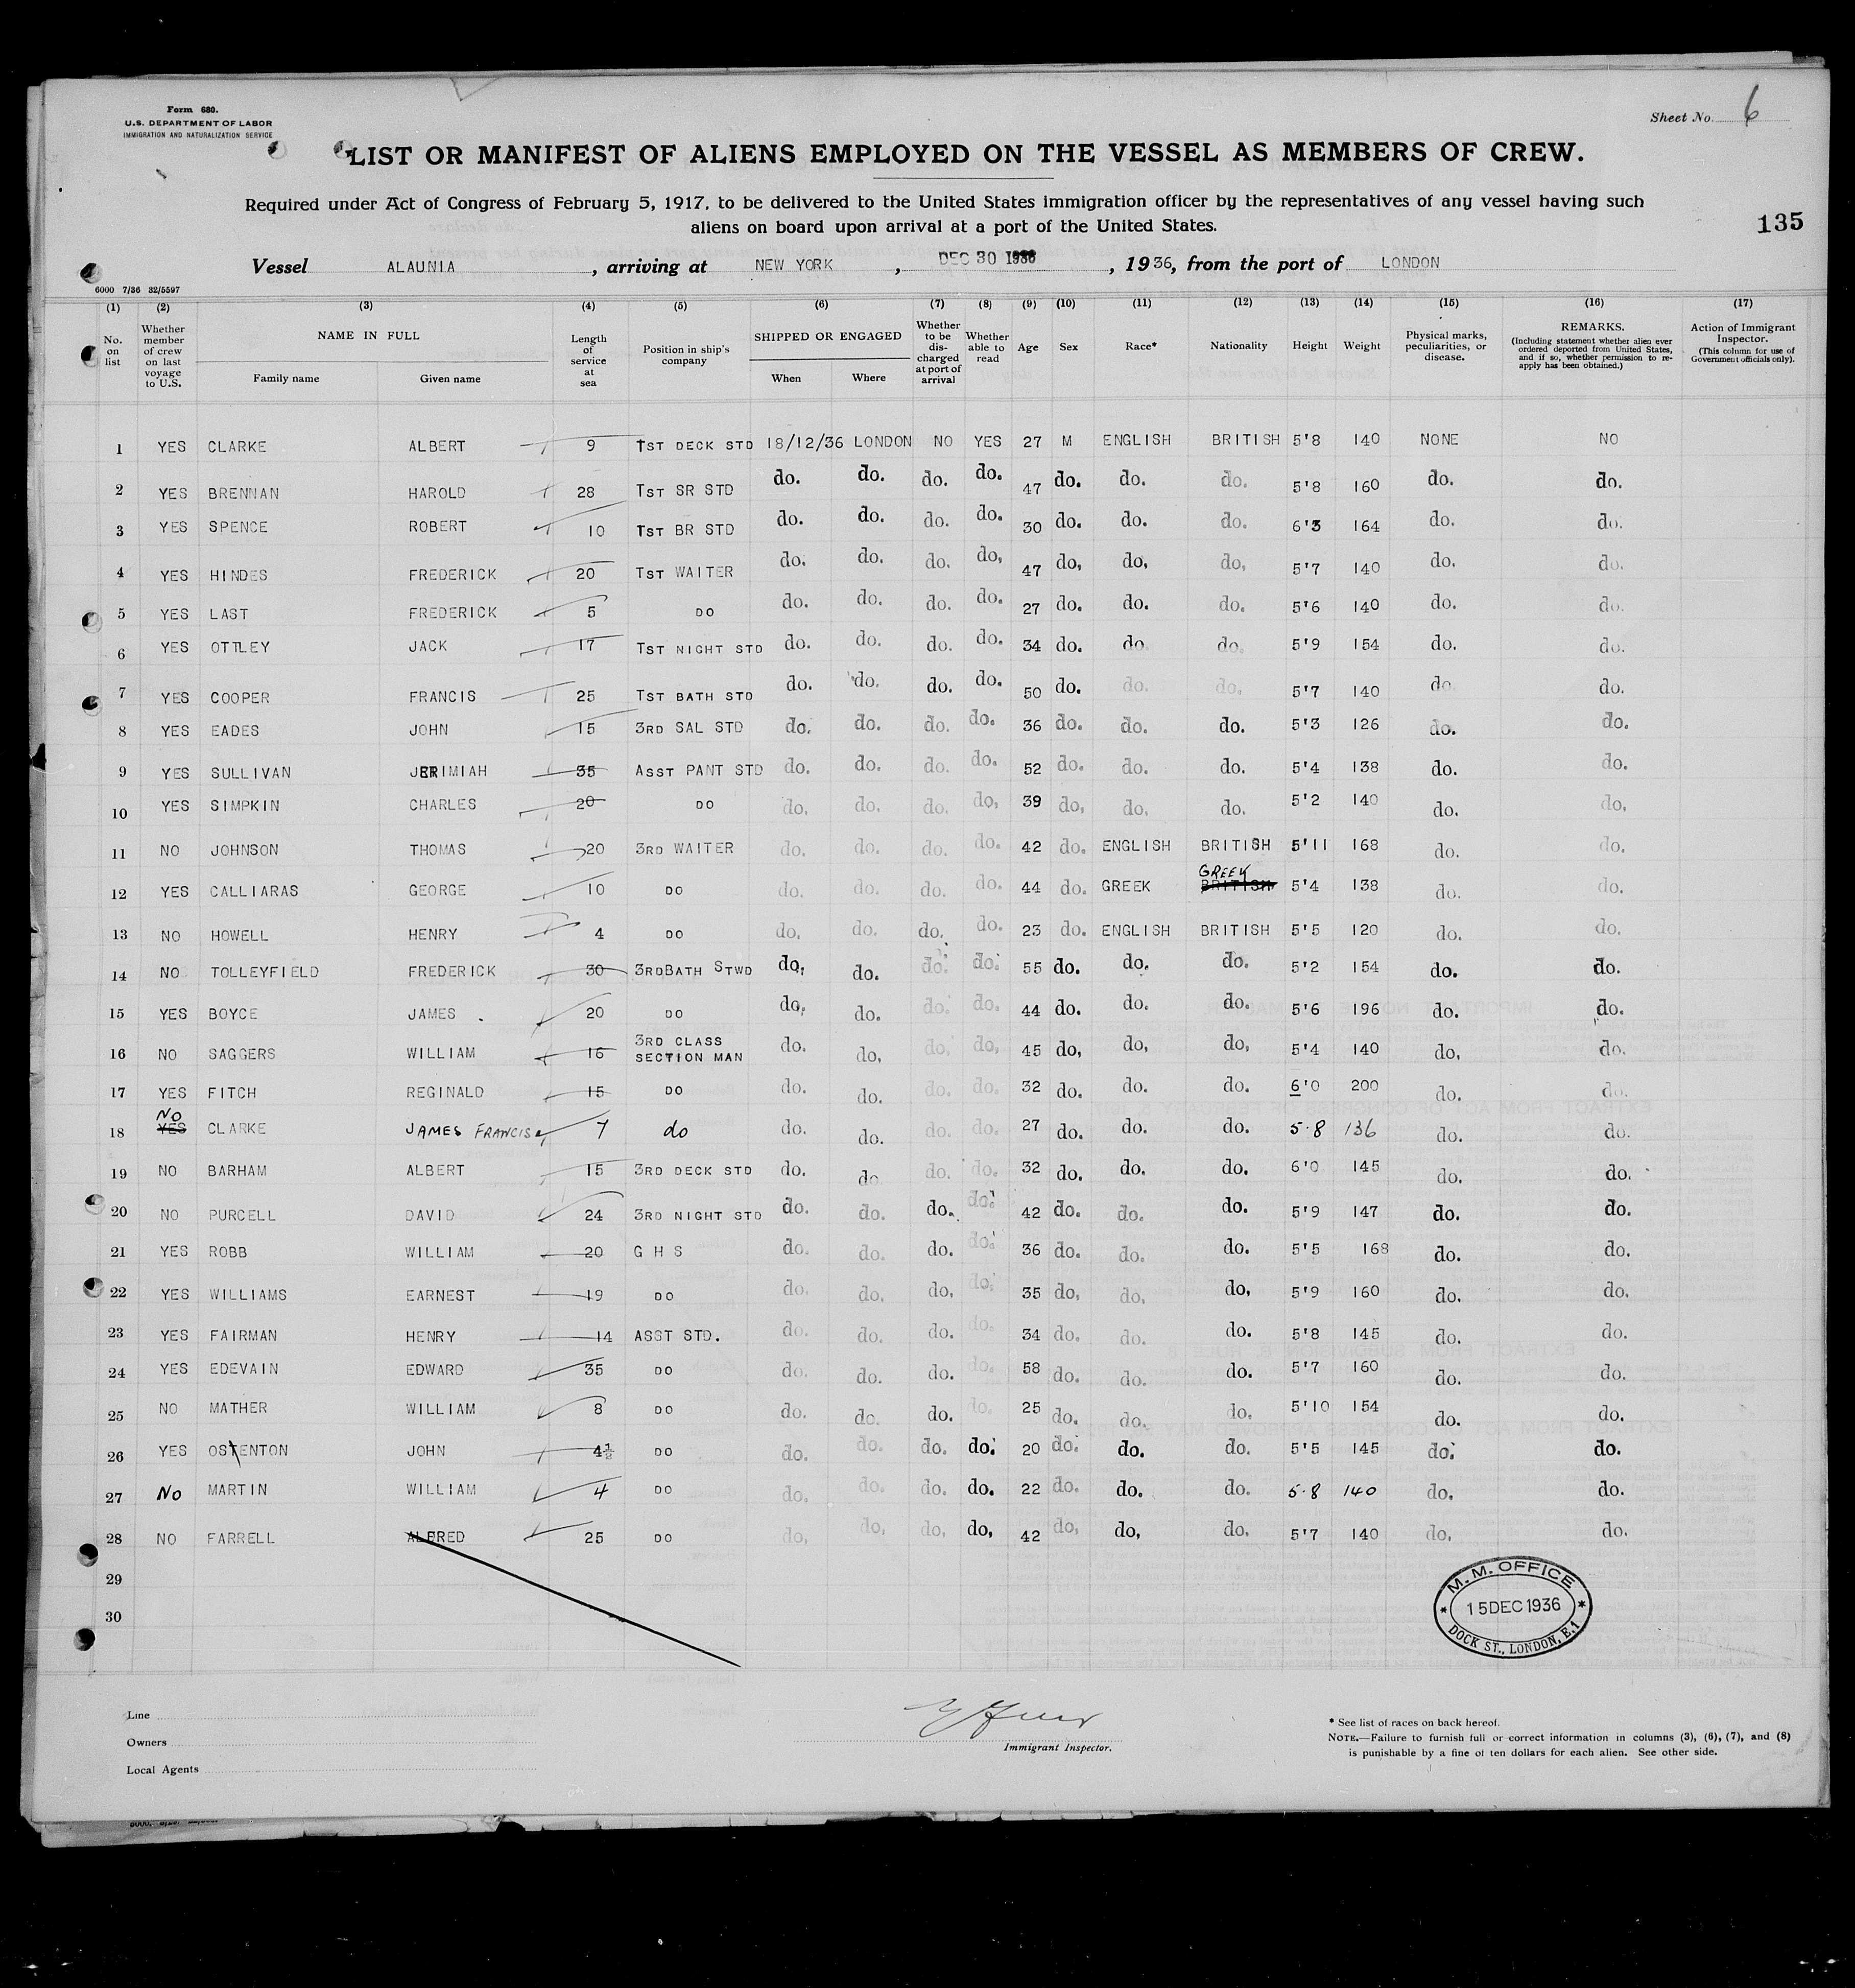 Form 680.
U.S. DEPARTMENT OF LABOR
IMMIGRATION AND NATURALIZATION SERVICE
Sheet No. 6
LIST OR MANIFEST OF ALIENS EMPLOYED ON THE VESSEL AS MEMBERS OF CREW.
Required under Act of Congress of February 5, 1917, to be delivered to the United States immigration officer by the representatives of any vessel having such
aliens on board upon arrival at a port of the United States.
135
Vessel ALAUNIA, arriving at NEW YORK, DEC 30 1936, 1936, from the port of LONDON
6000 7/36 32/5597
(1) (2) (3) (4) (5) (6) (7) (8) (9) (10) (11) (12) (13) (14) (15) (16) (17)
No. on list
Whether member of crew on last voyage to U.S.
NAME IN FULL
Family name Given name
Length of service at sea
Position in ship's company
SHIPPED OR ENGAGED
When Where
Whether to be discharged at port of arrival
Whether able to read
Age
Sex
Race*
Nationality
Height
Weight
Physical marks, peculiarities, or disease.
REMARKS.
(Including statement whether alien ever ordered deported from United States, and if so, whether permission to re-apply has been obtained.)
Action of Immigrant Inspector.
(This column for use of Government officials only).
1 YES CLARKE ALBERT 9 TST DECK STD 18/12/36 LONDON NO YES 27 M ENGLISH BRITISH 5'8 140 NONE NO
2 YES BRENNAN HAROLD 28 TST SR STD do. do. do. do. 47 do. do. do. 5'8 160 do. do.
3 YES SPENCE ROBERT 10 TST BR STD do. do. do. do. 30 do. do. do. 6'3 164 do. do.
4 YES HINDES FREDERICK 20 TST WAITER do. do. do. do. 47 do. do. do. 5'7 140 do. do.
5 YES LAST FREDERICK 5 DO do. do. do. do. 27 do. do. do. 5'6 140 do. do.
6 YES OTTLEY JACK 17 TST NIGHT STD do. do. do. do. 34 do. do. do. 5'9 154 do. do.
7 YES COOPER FRANCIS 25 TST BATH STD do. do. do. do. 50 do. do. do. 5'7 140 do. do.
8 YES EADES JOHN 15 3RD SAL STD do. do. do. do. 36 do. do. do. 5'3 126 do. do.
9 YES SULLIVAN JERIMIAH 35 ASST PANT STD do. do. do. do. 52 do. do. do. 5'4 138 do. do.
10 YES SIMPKIN CHARLES 20 DO do. do. do. do. 39 do. do. do. 5'2 140 do. do.
11 NO JOHNSON THOMAS 20 3RD WAITER do. do. do. do. 42 do. ENGLISH BRITISH 5'11 168 do. do.
12 YES CALLIARAS GEORGE 10 DO do. do. do. do. 44 do. GREEK BRITISH GREEK 5'4 138 do. do.
13 NO HOWELL HENRY 4 DO do. do. do. do. 23 do. ENGLISH BRITISH 5'5 120 do. do.
14 NO TOLLEYFIELD FREDERICK 30 3RDBATH STWD do. do. do. do. 55 do. do. do. 5'2 154 do. do.
15 YES BOYCE JAMES . 20 DO do. do. do. do. 44 do. do. do. 5'6 196 do. do.
16 NO SAGGERS WILLIAM 16 3RD CLASS SECTION MAN do. do. do. do. 45 do. do. do. 5'4 140 do. do.
17 YES FITCH REGINALD 15 DO do. do. do. do. 32 do. do. do. 6'0 200 do. do.
18 YES NO CLARKE JAMES FRANCIS 7 do do. do. do. do. 27 do. do. do. 5.8 136 do. do.
19 NO BARHAM ALBERT 15 3RD DECK STD do. do. do. do. 32 do. do. do. 6'0 145 do. do.
20 NO PURCELL DAVID 24 3RD NIGHT STD do. do. do. do. 42 do. do. do. 5'9 147 do. do.
21 YES ROBB WILLIAM 20 G H S do. do. do. do. 36 do. do. do. 5'5 168 do. do.
22 YES WILLIAMS EARNEST 19 DO do. do. do. do. 35 do. do. do. 5'9 160 do. do.
23 YES FAIRMAN HENRY 14 ASST STD. do. do. do. do. 34 do. do. do. 5'8 145 do. do.
24 YES EDEVAIN EDWARD 35 DO do. do. do. do. 58 do. do. do. 5'7 160 do. do.
25 NO MATHER WILLIAM 8 DO do. do. do. do. 25 do. do. do. 5'10 154 do. do.
26 YES OSTENTON JOHN 4½ DO do. do. do. do. 20 do. do. do. 5'5 145 do. do.
27 NO MARTIN WILLIAM 4 DO do. do. do. do. 22 do. do. do. 5.8 140 do. do.
28 NO FARRELL ALFRED 25 DO do. do. do. do. 42 do. do. do. 5'7 140 do. do.
29
30
M. M. OFFICE
* 15 DEC 1936 *
DOCK ST., LONDON, E.1
Line
Owners
Local Agents
Immigrant Inspector.
* See list of races on back hereof.
NOTE.—Failure to furnish full or correct information in columns (3), (6), (7), and (8)
is punishable by a fine of ten dollars for each alien. See other side.